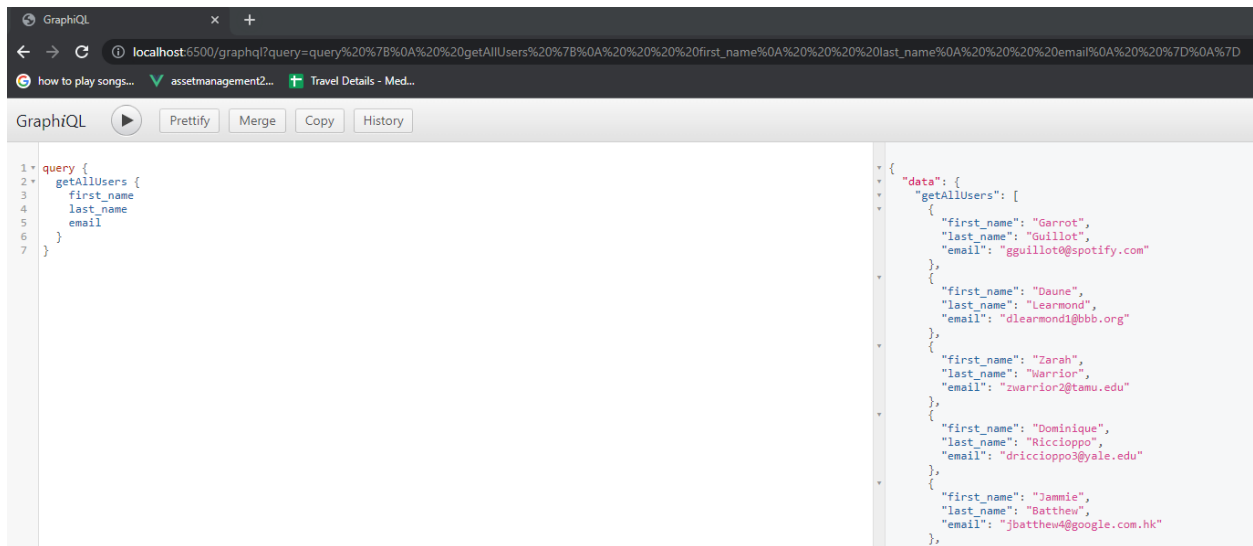 GraphiQL
localhost:6500/graphql?query=query%20%7B%0A%20%20getAllUsers%20%7B%0A%20%20%20%20first_name%0A%20%20%20%20last_name%0A%20%20%20%20email%0A%20%20%7D%0A%7D
how to play songs... assetmanagement2... Travel Details - Med...
GraphiQL Prettify Merge Copy History
1 query {
2 getAllUsers {
3 first_name
4 last_name
5 email
6 }
7 }
{
"data": {
"getAllUsers": [
{
"first_name": "Garrot",
"last_name": "Guillot",
"email": "gguillot0@spotify.com"
},
{
"first_name": "Daune",
"last_name": "Learmond",
"email": "dlearmond1@bbb.org"
},
{
"first_name": "Zarah",
"last_name": "Warrior",
"email": "zwarrior2@tamu.edu"
},
{
"first_name": "Dominique",
"last_name": "Riccioppo",
"email": "driccioppo3@yale.edu"
},
{
"first_name": "Jammie",
"last_name": "Batthew",
"email": "jbatthew4@google.com.hk"
},